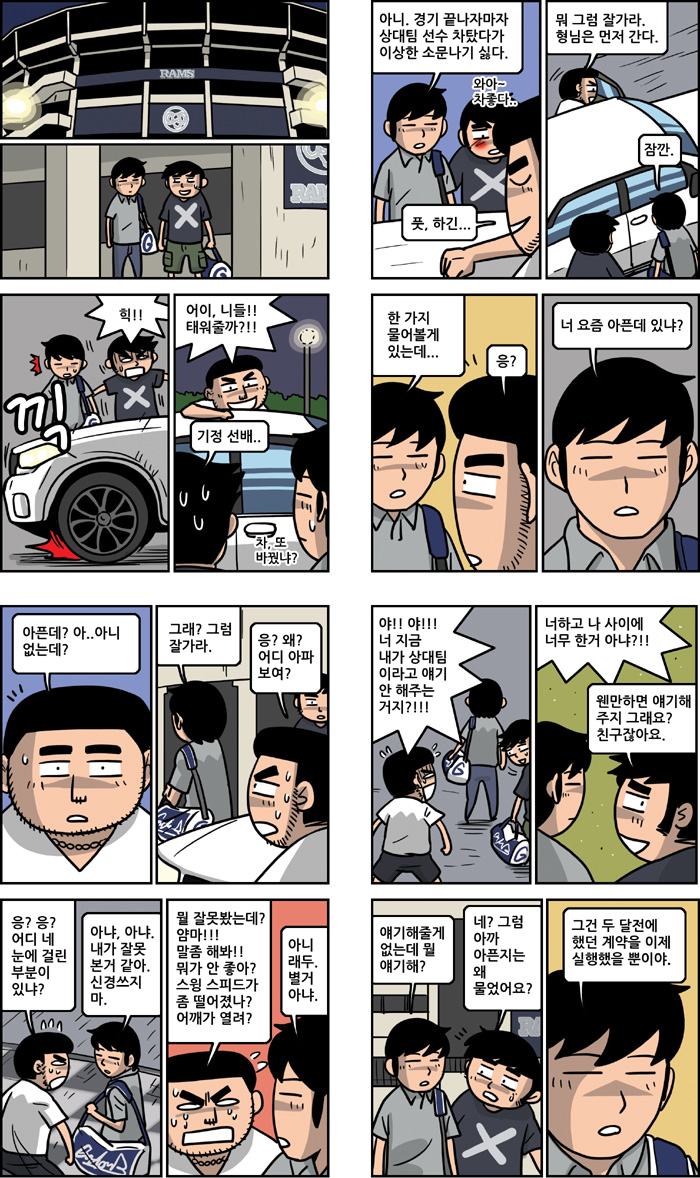 RAMS
RAMS
힉!!
끽
어이, 니들!!
태워줄까?!!
기정 선배..
차, 또
바꿨냐?
아니. 경기 끝나자마자
상대팀 선수 차탔다가
이상한 소문나기 싫다.
와아~
차좋다..
풋, 하긴...
뭐 그럼 잘가라.
형님은 먼저 간다.
잠깐.
한 가지
물어볼게
있는데...
응?
너 요즘 아픈데 있냐?
아픈데? 아..아니
없는데?
그래? 그럼
잘가라.
응? 왜?
어디 아파
보여?
응? 응?
어디 네
눈에 걸린
부분이
있냐?
아냐, 아냐.
내가 잘못
본거 같아.
신경쓰지
마.
뭘 잘못봤는데?
얌마!!!
말좀 해봐!!
뭐가 안 좋아?
스윙 스피드가
좀 떨어졌나?
어깨가 열려?
아니
래두.
별거
아냐.
야!! 야!!!
너 지금
내가 상대팀
이라고 얘기
안 해주는
거지?!!!
너하고 나 사이에
너무 한거 아냐?!!
웬만하면 얘기해
주지 그래요?
친구잖아요.
얘기해줄게
없는데 뭘
얘기해?
네? 그럼
아까
아픈지는
왜
물었어요?
그건 두 달전에
했던 계약을 이제
실행했을 뿐이야.